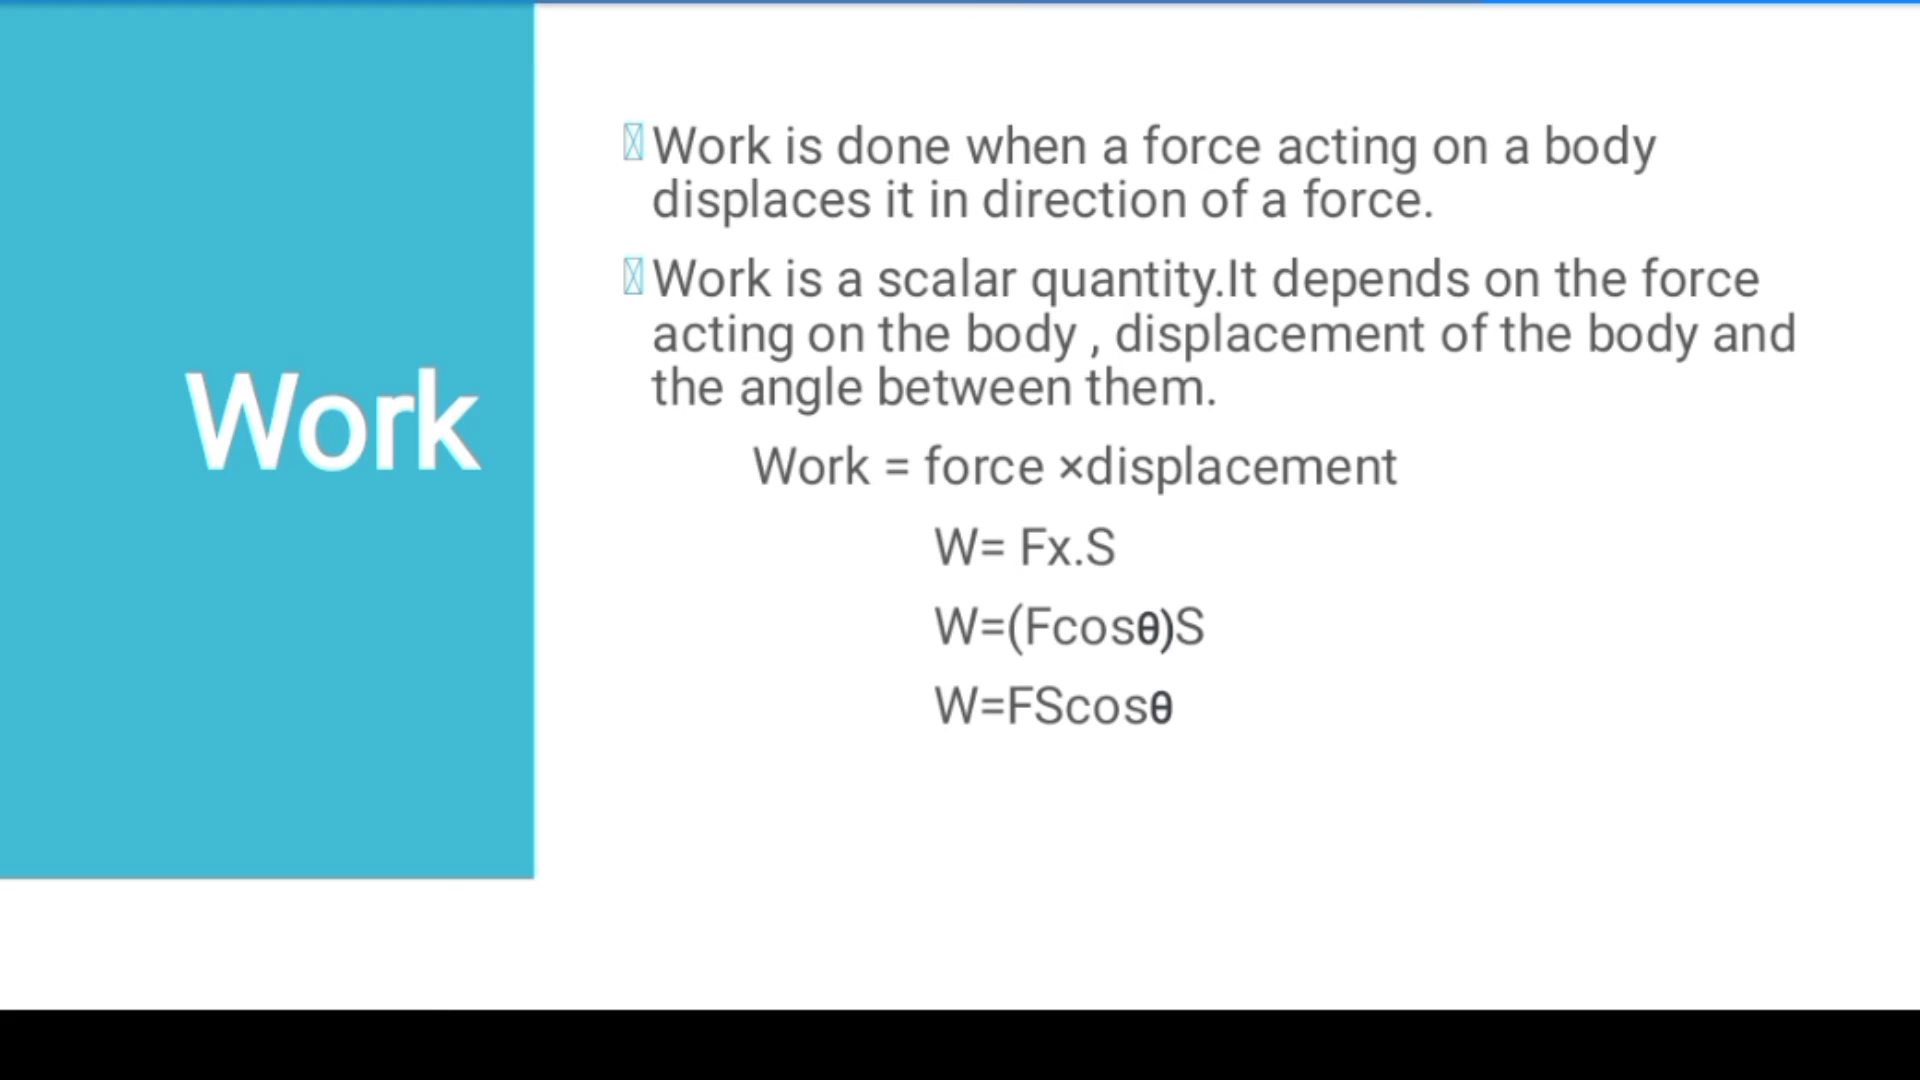 Work
Work is done when a force acting on a body
displaces it in direction of a force.
Work is a scalar quantity.It depends on the force
acting on the body , displacement of the body and
the angle between them.
Work = force ×displacement
W= Fx.S
W=(Fcosθ)S
W=FScosθ